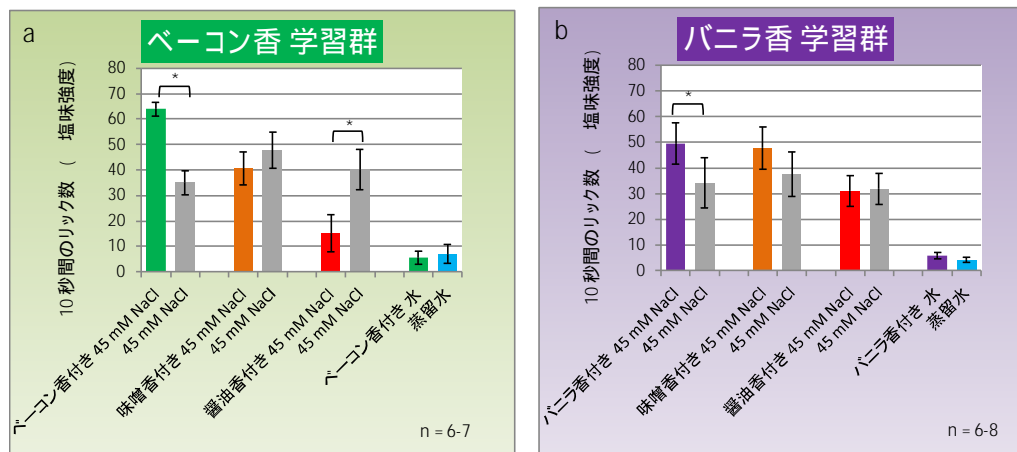 a
ベーコン香 学習群
10 秒間のリック数 ( 塩味強度)
80
70
60
50
40
30
20
10
0
*
*
ベーコン香付き 45 mM NaCl
45 mM NaCl
味噌香付き 45 mM NaCl
45 mM NaCl
醤油香付き 45 mM NaCl
45 mM NaCl
ベーコン香付き 水
蒸留水
n = 6-7
b
バニラ香 学習群
10 秒間のリック数 ( 塩味強度)
80
70
60
50
40
30
20
10
0
*
バニラ香付き 45 mM NaCl
45 mM NaCl
味噌香付き 45 mM NaCl
45 mM NaCl
醤油香付き 45 mM NaCl
45 mM NaCl
バニラ香付き 水
蒸留水
n = 6-8